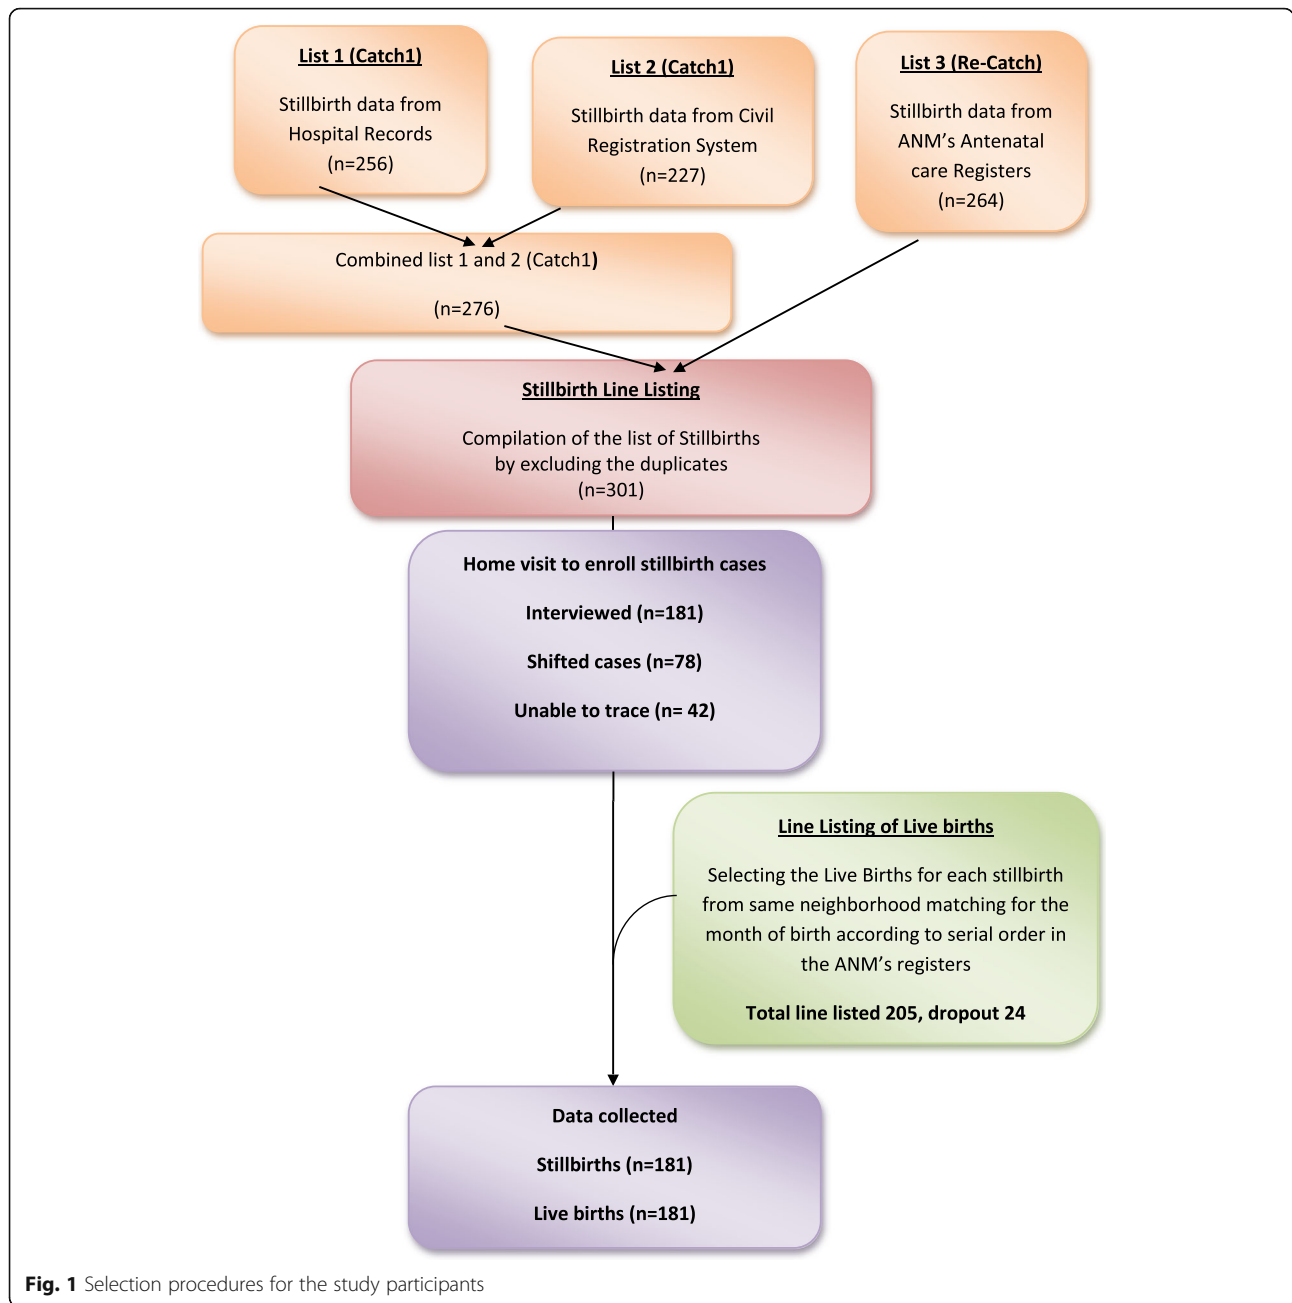 List 1 (Catch1)
Stillbirth data from
Hospital Records
(n=256)
List 2 (Catch1)
Stillbirth data from Civil
Registration System
(n=227)
List 3 (Re-Catch)
Stillbirth data from
ANM's Antenatal
care Registers
(n=264)
Combined list 1 and 2 (Catch1)
(n=276)
Stillbirth Line Listing
Compilation of the list of Stillbirths
by excluding the duplicates
(n=301)
Home visit to enroll stillbirth cases
Interviewed (n=181)
Shifted cases (n=78)
Unable to trace (n= 42)
Line Listing of Live births
Selecting the Live Births for each stillbirth
from same neighborhood matching for the
month of birth according to serial order in
the ANM's registers
Total line listed 205, dropout 24
Data collected
Stillbirths (n=181)
Live births (n=181)
Fig. 1 Selection procedures for the study participants